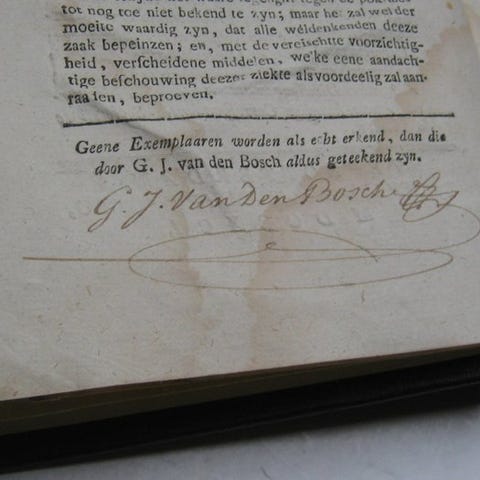 tot nog toe niet bekend te zyn; maar het zal wel der
moeite waardig zyn, dat alle weldenkenden deeze
zaak bepeinzen; en, met de vereischtte voorzichtig-
heid, verscheidene middelen, welke eene aandach-
tige beschouwing deezer ziekte als voordeelig zal aan-
raaden, beproeven.
Geene Exemplaaren worden als echt erkend, dan die
door G. J. van den Bosch aldus geteekend zyn.
G. J. Van Den Bosch